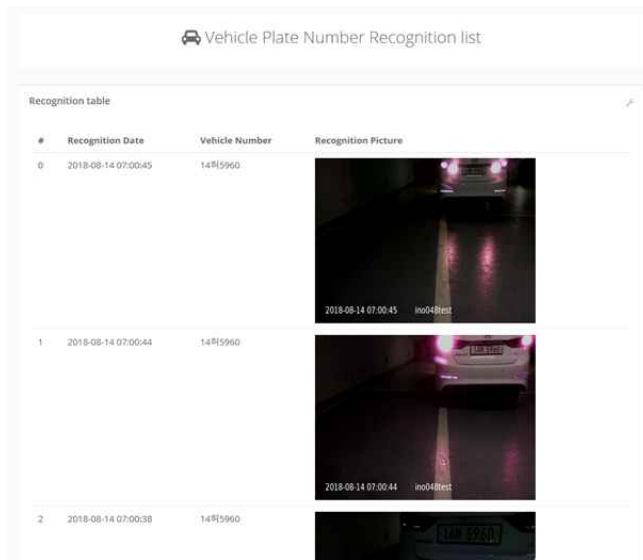 Vehicle Plate Number Recognition list
Recognition table
# Recognition Date Vehicle Number Recognition Picture
0 2018-08-14 07:00:45 14허5960
2018-08-14 07:00:45 ino048test
1 2018-08-14 07:00:44 14허5960
2018-08-14 07:00:44 ino048test
2 2018-08-14 07:00:38 14허5960